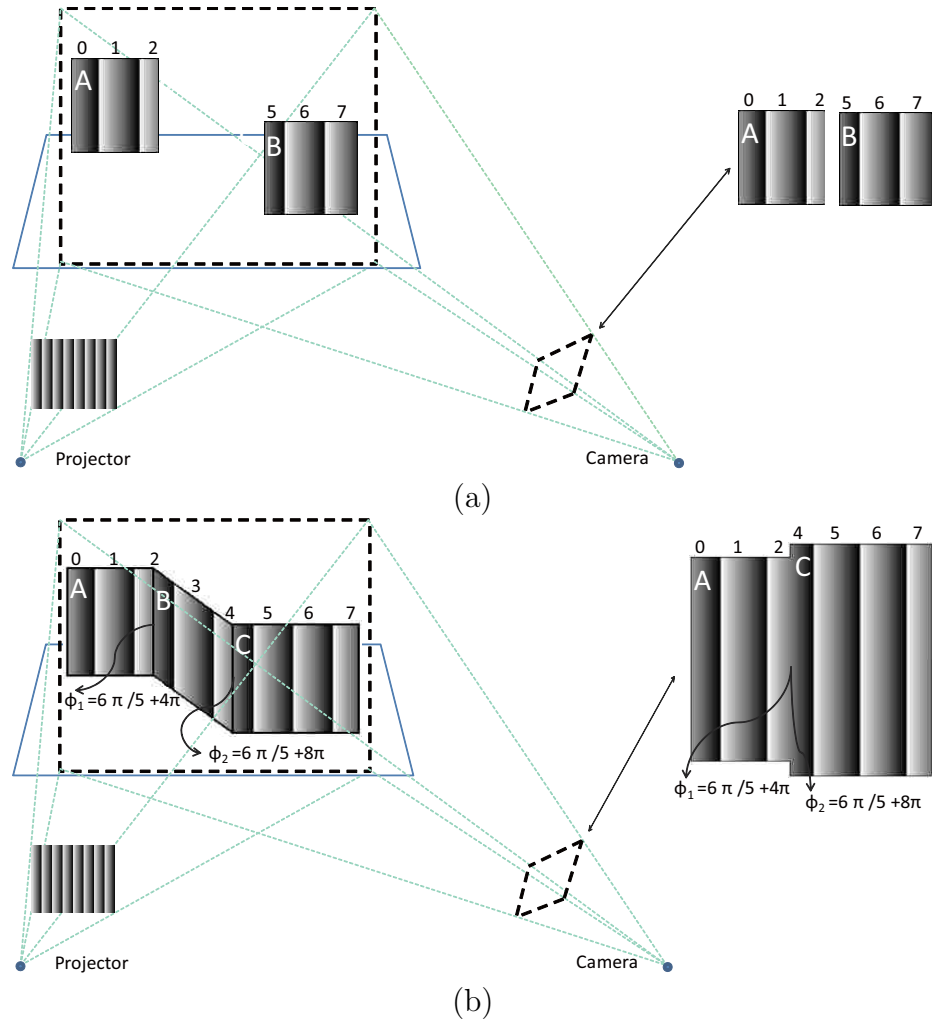 0 1 2
A
5 6 7
B
0 1 2 5 6 7
A B
Projector
Camera
(a)
0 1 2 3 4 5 6 7
A B C
ϕ₁ =6 π /5 +4π
ϕ₂ =6 π /5 +8π
0 1 2 4 5 6 7
A C
ϕ₁ =6 π /5 +4π
ϕ₂ =6 π /5 +8π
Projector
Camera
(b)